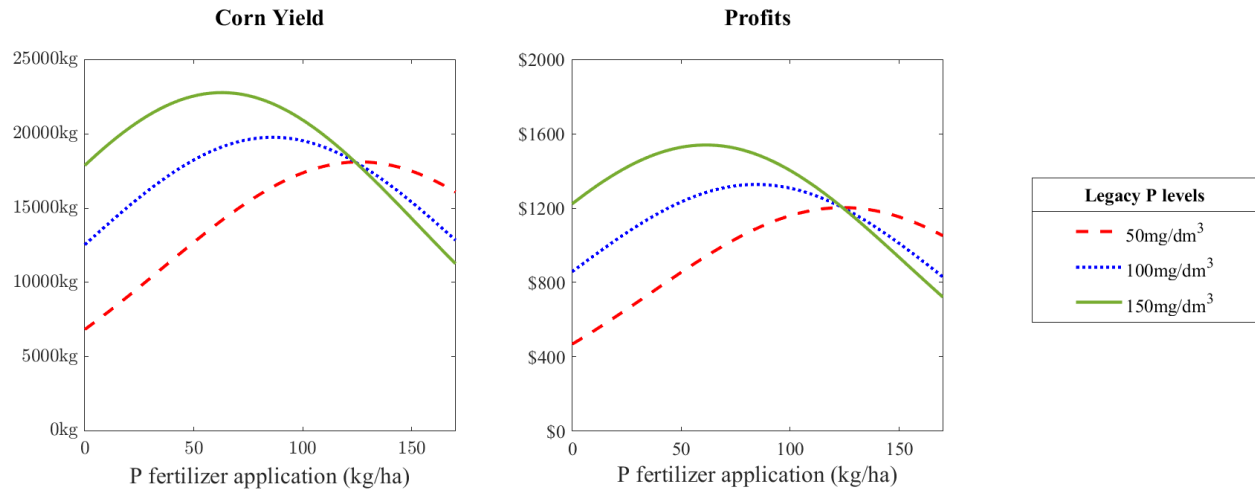 Corn Yield
25000kg
20000kg
15000kg
10000kg
5000kg
0kg
0 50 100 150
P fertilizer application (kg/ha)
Profits
$2000
$1600
$1200
$800
$400
$0
0 50 100 150
P fertilizer application (kg/ha)
Legacy P levels
50mg/dm³
100mg/dm³
150mg/dm³